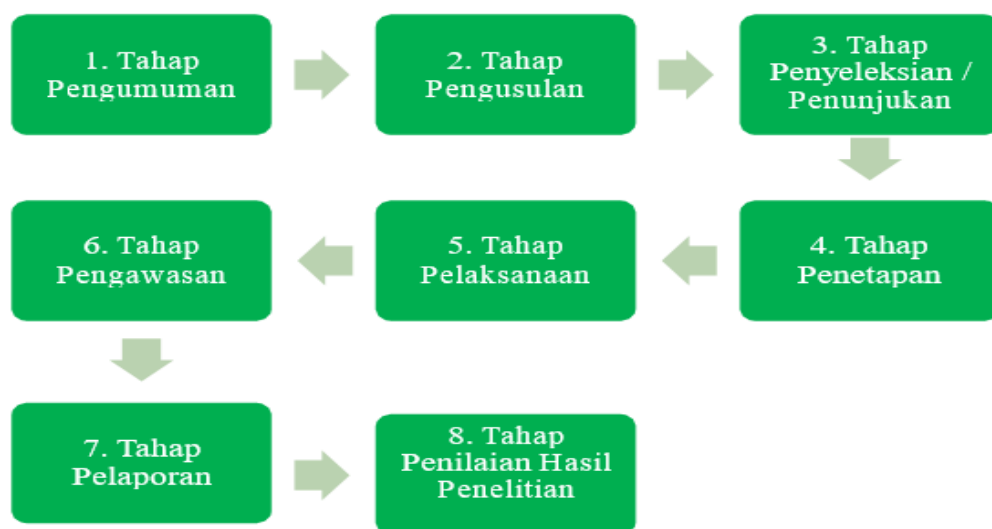 1. Tahap
Pengumuman
2. Tahap
Pengusulan
3. Tahap
Penyeleksian /
Penunjukan
4. Tahap
Penetapan
5. Tahap
Pelaksanaan
6. Tahap
Pengawasan
7. Tahap
Pelaporan
8. Tahap
Penilaian Hasil
Penelitian